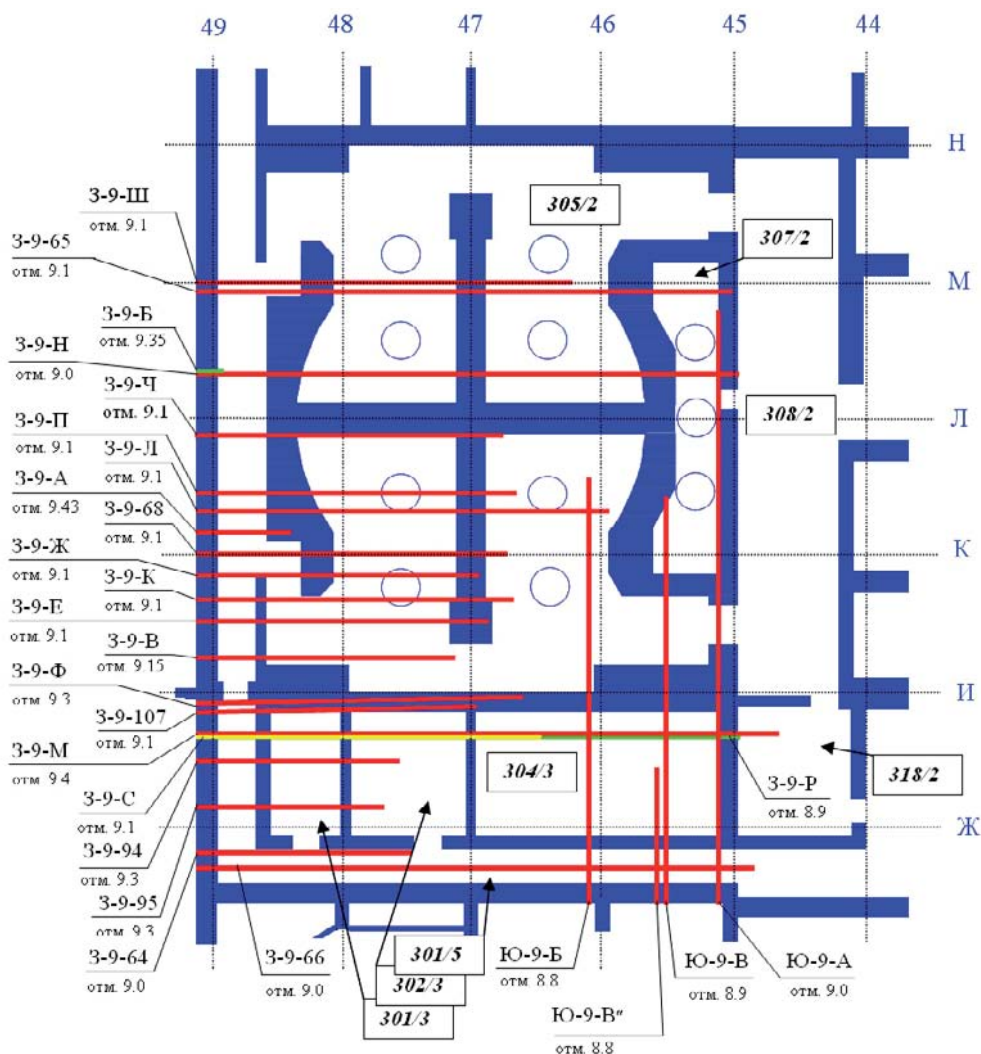 49 48 47 46 45 44
Н
З-9-Ш
отм. 9.1
305/2
307/2
З-9-65
отм. 9.1
М
З-9-Б
отм. 9.35
З-9-Н
отм. 9.0
З-9-Ч
отм. 9.1
308/2
Л
З-9-П
отм. 9.1
З-9-Л
отм. 9.1
З-9-А
отм. 9.43
З-9-68
отм. 9.1
К
З-9-Ж
отм. 9.1
З-9-К
отм. 9.1
З-9-Е
отм. 9.1
З-9-В
отм. 9.15
З-9-Ф
отм. 9.3
И
З-9-107
отм. 9.1
З-9-М
отм. 9.4
304/3
З-9-Р
отм. 8.9
318/2
З-9-С
отм. 9.1
Ж
З-9-94
отм. 9.3
З-9-95
отм. 9.3
З-9-64
отм. 9.0
З-9-66
отм. 9.0
301/5
302/3
301/3
Ю-9-Б
отм. 8.8
Ю-9-В"
отм. 8.8
Ю-9-В
отм. 8.9
Ю-9-А
отм. 9.0